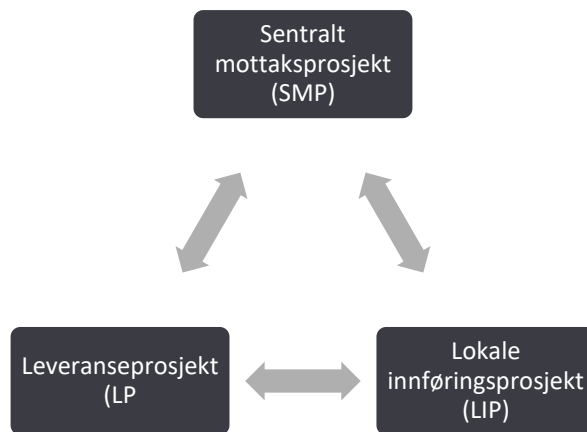 Sentralt
mottaksprosjekt
(SMP)
Leveranseprosjekt
(LP
Lokale
innføringsprosjekt
(LIP)